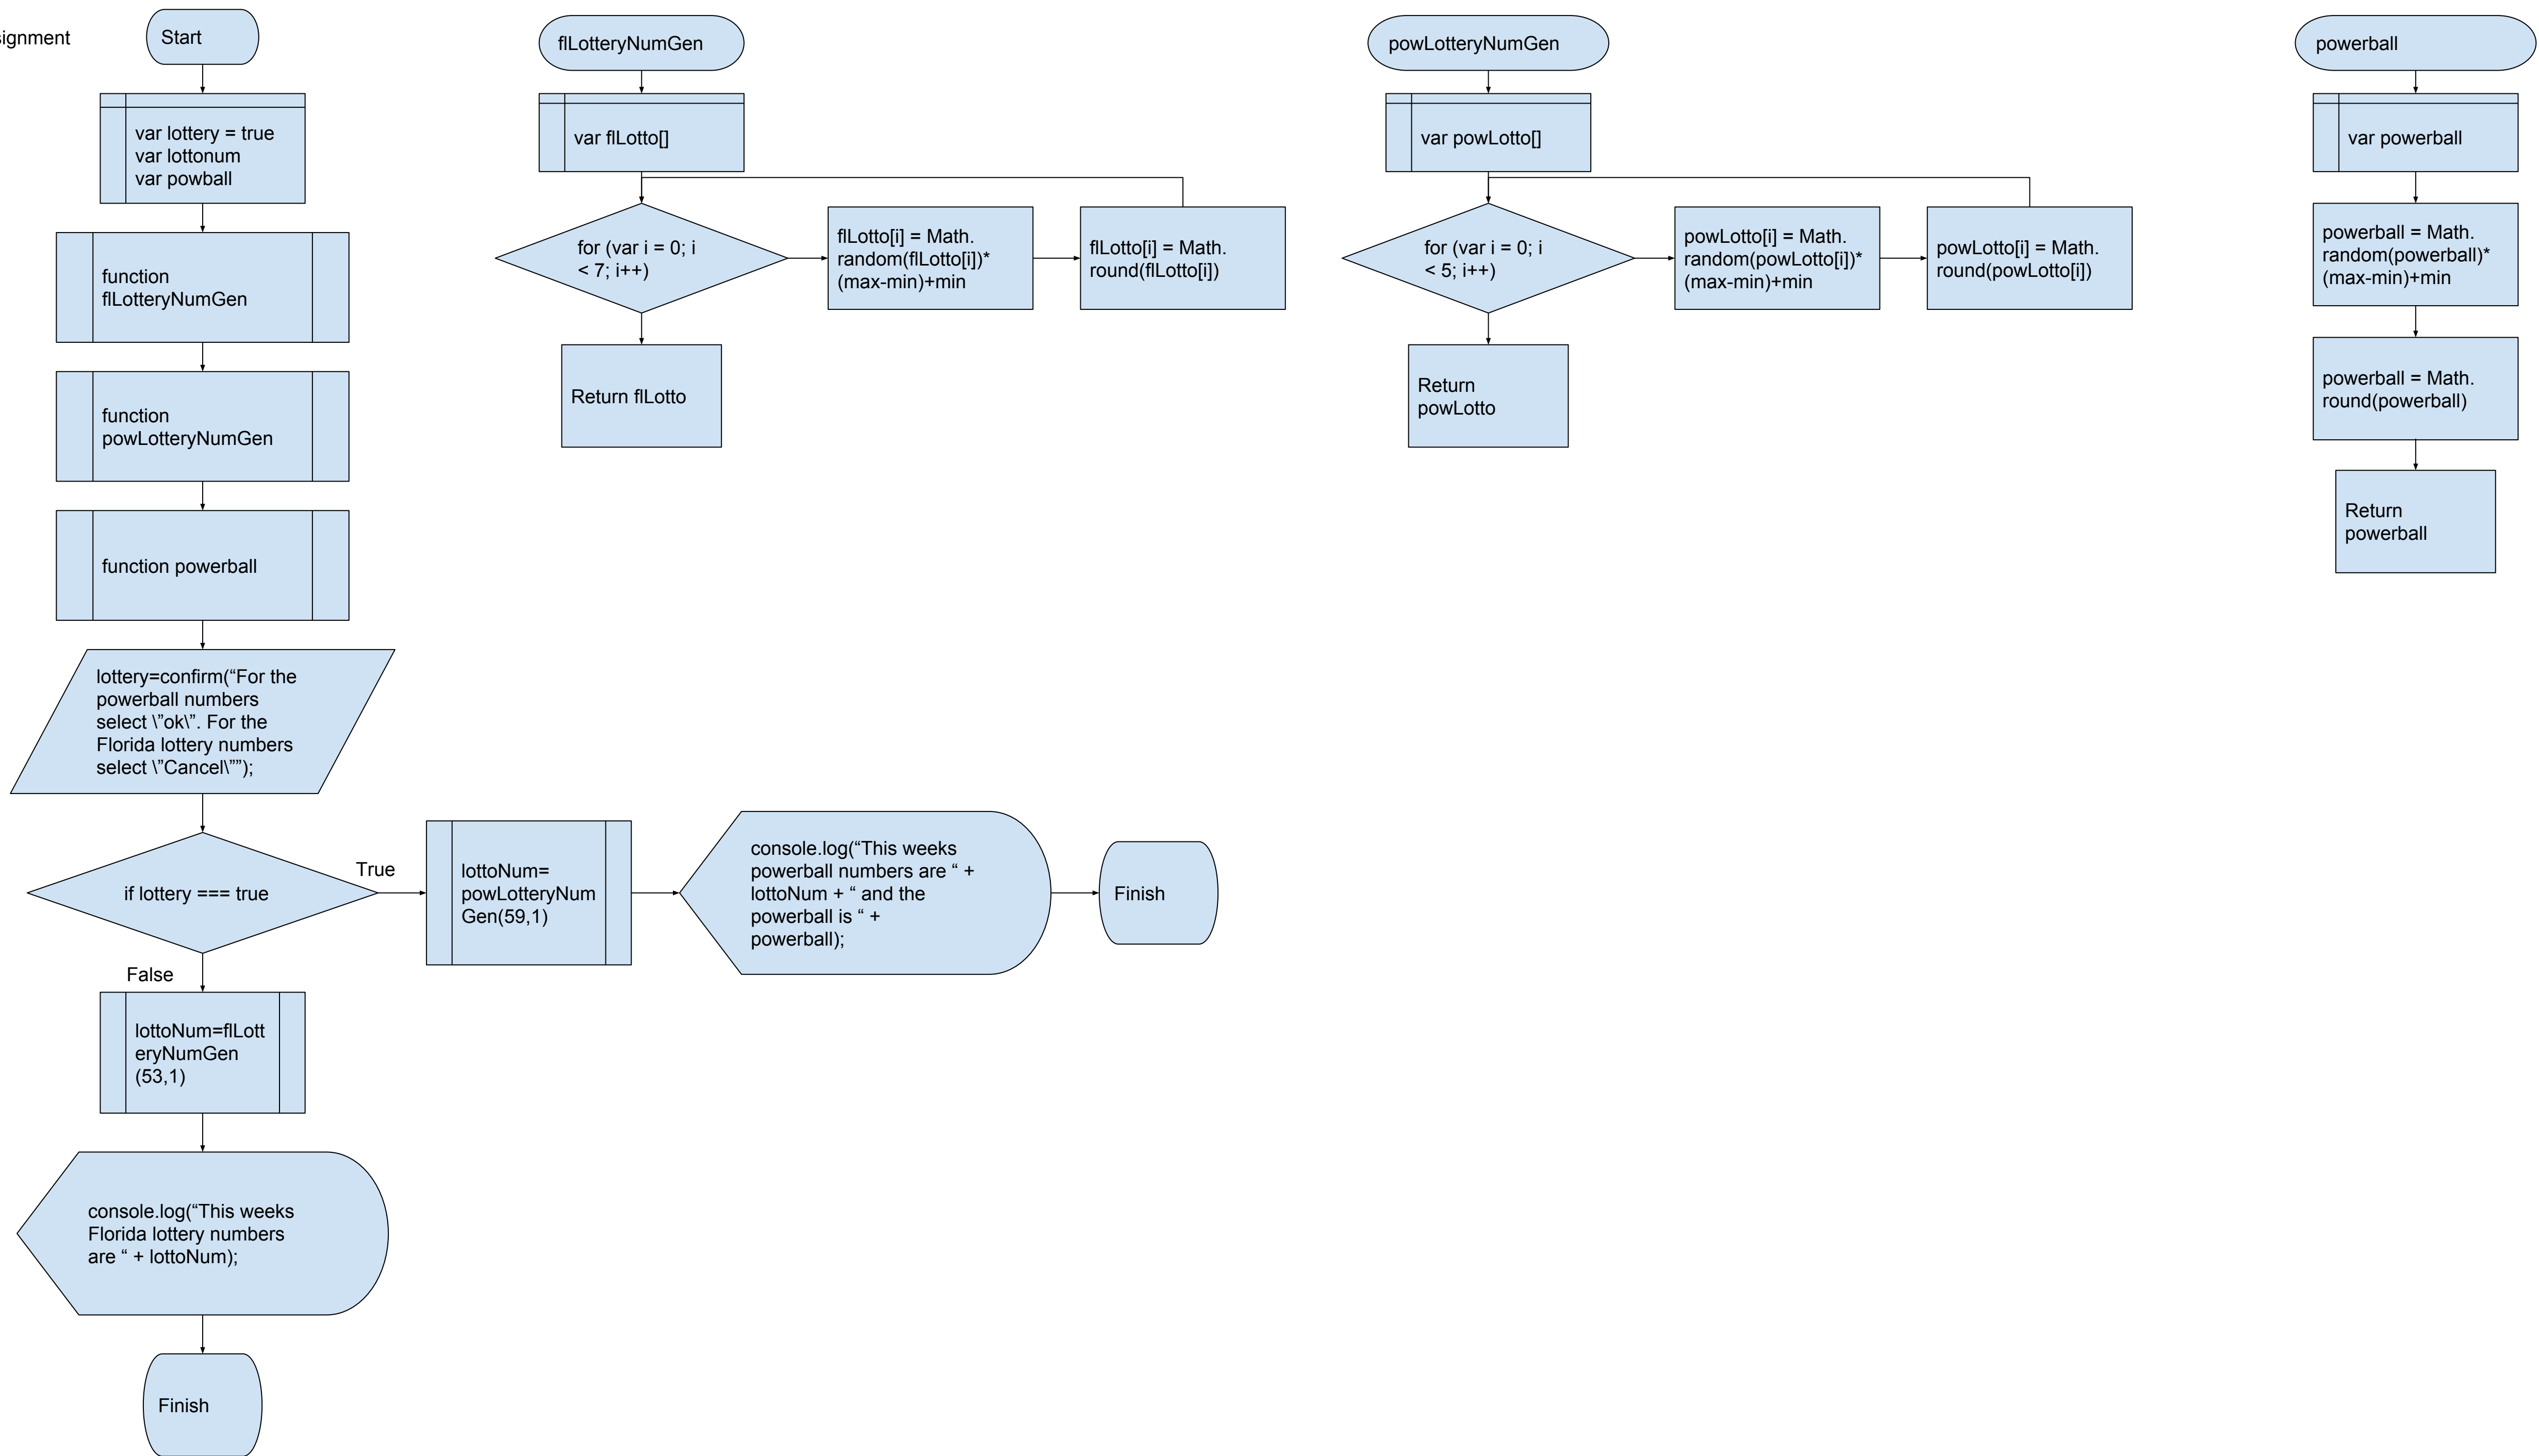 signment
Start
var lottery = true
var lottonum
var powball
function
flLotteryNumGen
function
powLotteryNumGen
function powerball
lottery=confirm(“For the
powerball numbers
select \”ok\”. For the
Florida lottery numbers
select \”Cancel\””);
if lottery === true
True
lottoNum=
powLotteryNum
Gen(59,1)
console.log(“This weeks
powerball numbers are “ +
lottoNum + “ and the
powerball is “ +
powerball);
Finish
False
lottoNum=flLott
eryNumGen
(53,1)
console.log(“This weeks
Florida lottery numbers
are “ + lottoNum);
Finish
flLotteryNumGen
var flLotto[]
for (var i = 0; i
< 7; i++)
flLotto[i] = Math.
random(flLotto[i])*
(max-min)+min
flLotto[i] = Math.
round(flLotto[i])
Return flLotto
powLotteryNumGen
var powLotto[]
for (var i = 0; i
< 5; i++)
powLotto[i] = Math.
random(powLotto[i])*
(max-min)+min
powLotto[i] = Math.
round(powLotto[i])
Return
powLotto
powerball
var powerball
powerball = Math.
random(powerball)*
(max-min)+min
powerball = Math.
round(powerball)
Return
powerball